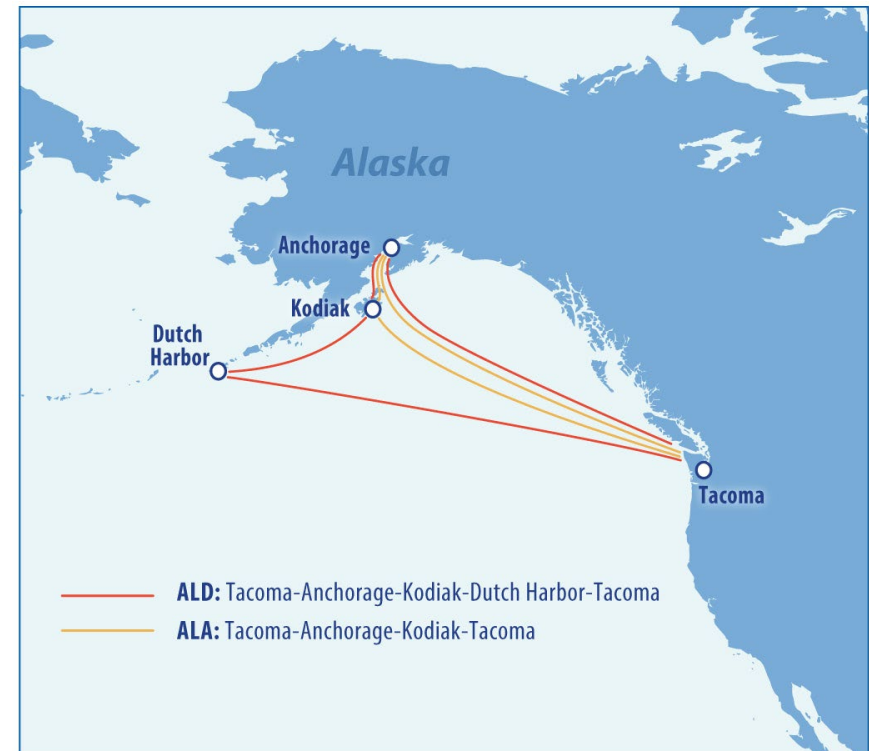 Alaska
Anchorage
Kodiak
Dutch
Harbor
Tacoma
ALD: Tacoma-Anchorage-Kodiak-Dutch Harbor-Tacoma
ALA: Tacoma-Anchorage-Kodiak-Tacoma